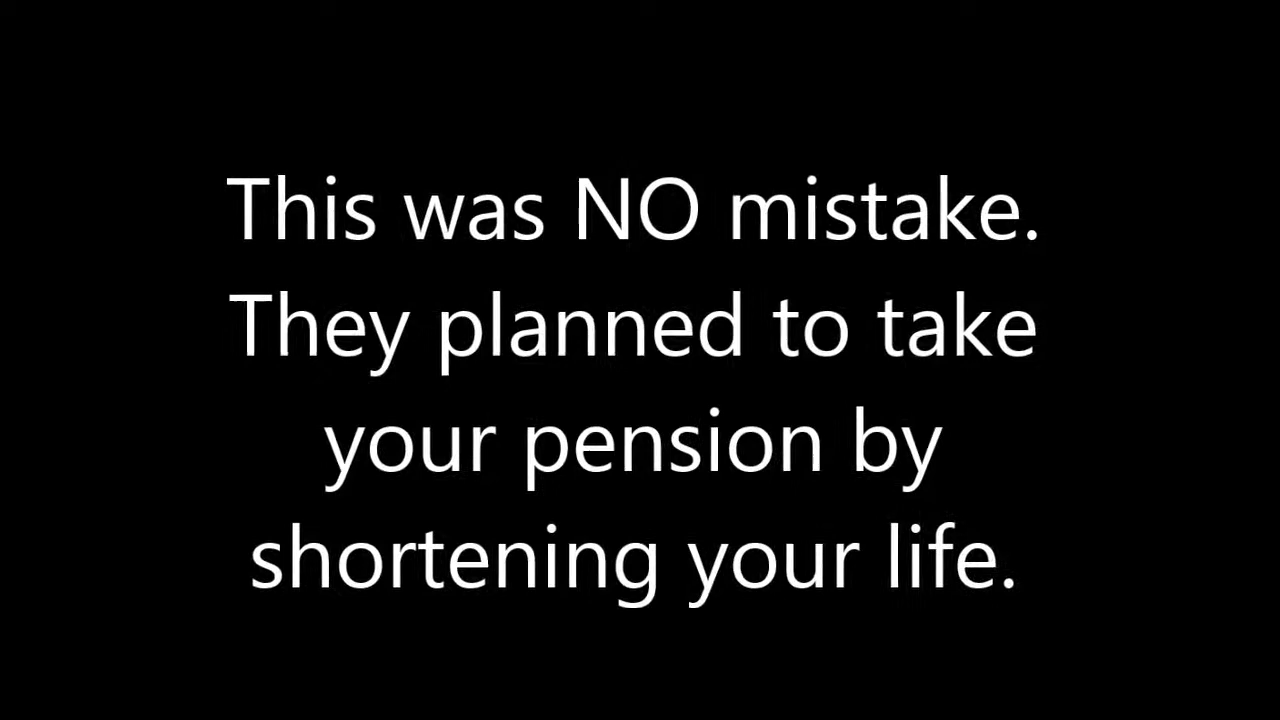 This was NO mistake.
They planned to take
your pension by
shortening your life.